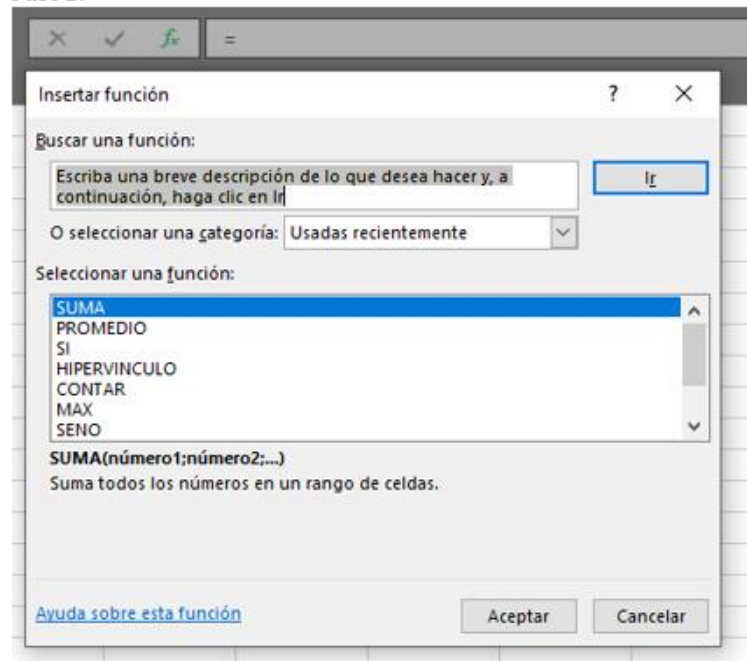 fx =
Insertar función ? ×
Buscar una función:
Escriba una breve descripción de lo que desea hacer y, a
continuación, haga clic en Ir
Ir
O seleccionar una categoría: Usadas recientemente
Seleccionar una función:
SUMA
PROMEDIO
SI
HIPERVINCULO
CONTAR
MAX
SENO
SUMA(número1;número2;...)
Suma todos los números en un rango de celdas.
Ayuda sobre esta función
Aceptar
Cancelar